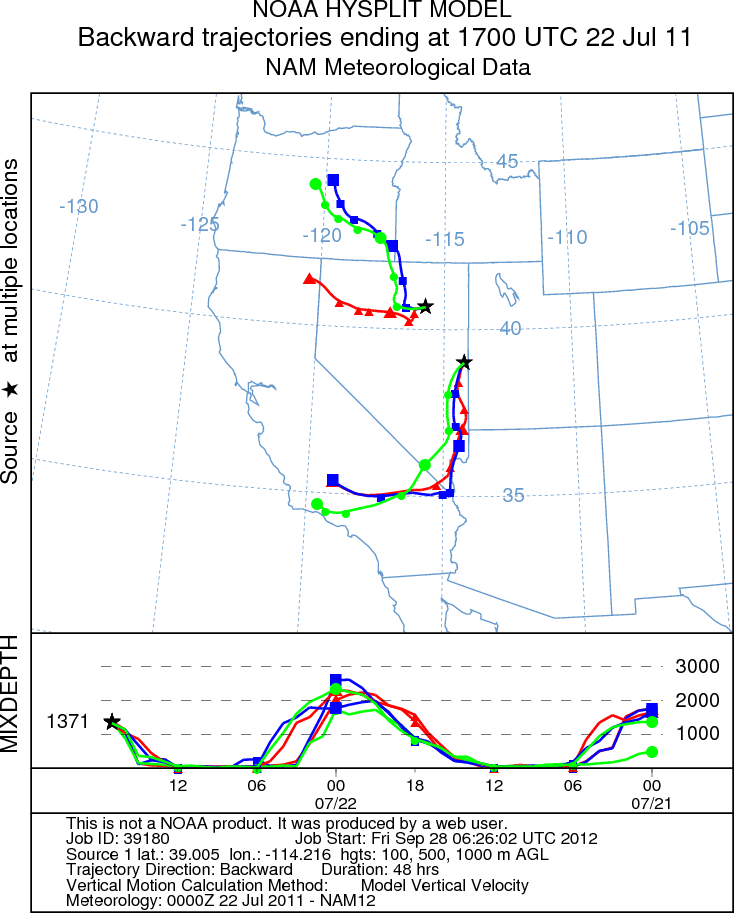 NOAA HYSPLIT MODEL
Backward trajectories ending at 1700 UTC 22 Jul 11
NAM Meteorological Data
Source ★ at multiple locations
45
-130
-125
-120
-115
-110
-105
40
35
MIXDEPTH
3000
2000
1371
1000
12 06 00 18 12 06 00
07/22 07/21
This is not a NOAA product. It was produced by a web user.
Job ID: 39180 Job Start: Fri Sep 28 06:26:02 UTC 2012
Source 1 lat.: 39.005 lon.: -114.216 hgts: 100, 500, 1000 m AGL
Trajectory Direction: Backward Duration: 48 hrs
Vertical Motion Calculation Method: Model Vertical Velocity
Meteorology: 0000Z 22 Jul 2011 - NAM12